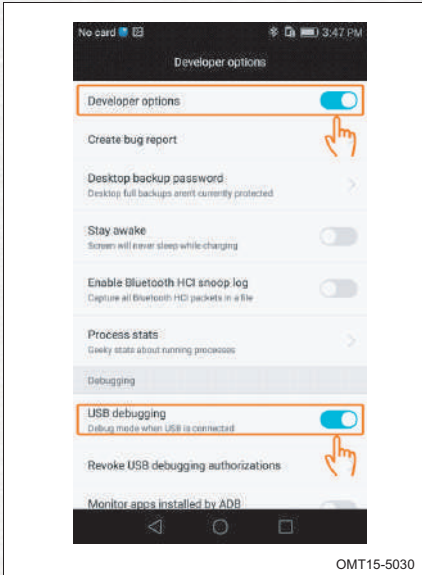 No card 3:47 PM
Developer options
Developer options
Create bug report
Desktop backup password
Desktop full backups aren't currently protected
Stay awake
Screen will never sleep while charging
Enable Bluetooth HCI snoop log
Capture all Bluetooth HCI packets in a file
Process stats
Geeky stats about running processes
Debugging
USB debugging
Debug mode when USB is connected
Revoke USB debugging authorizations
Monitor apps installed by ADB
OMT15-5030